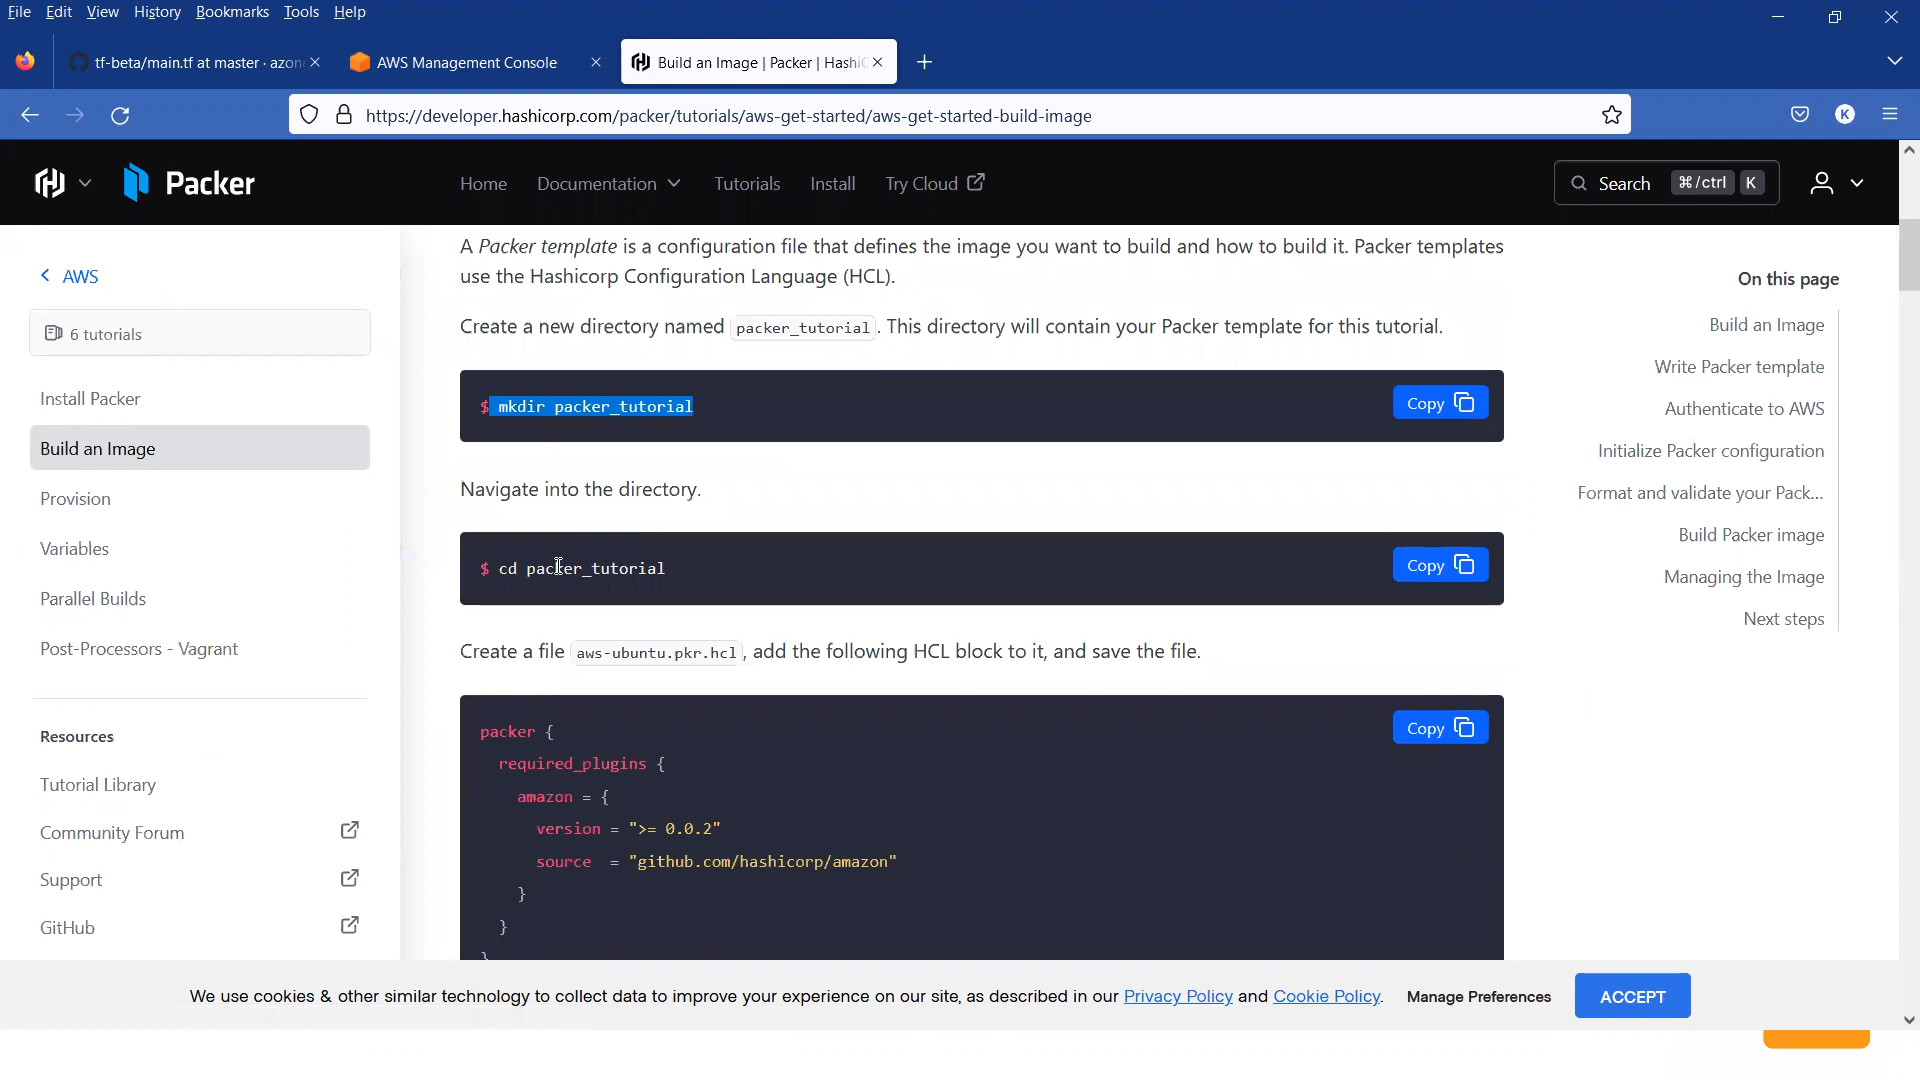 File Edit View History Bookmarks Tools Help
tf-beta/main.tf at master · azon
AWS Management Console
Build an Image | Packer | Hashi
https://developer.hashicorp.com/packer/tutorials/aws-get-started/aws-get-started-build-image
K
Packer
Home Documentation Tutorials Install Try Cloud
Search ⌘/ctrl K
AWS
6 tutorials
Install Packer
Build an Image
Provision
Variables
Parallel Builds
Post-Processors - Vagrant
Resources
Tutorial Library
Community Forum
Support
GitHub
A Packer template is a configuration file that defines the image you want to build and how to build it. Packer templates
use the Hashicorp Configuration Language (HCL).
Create a new directory named packer_tutorial. This directory will contain your Packer template for this tutorial.
$ mkdir packer_tutorial
Copy
Navigate into the directory.
$ cd packer_tutorial
Copy
Create a file aws-ubuntu.pkr.hcl, add the following HCL block to it, and save the file.
packer {
Copy
required_plugins {
amazon = {
version = ">= 0.0.2"
source = "github.com/hashicorp/amazon"
}
}
}
On this page
Build an Image
Write Packer template
Authenticate to AWS
Initialize Packer configuration
Format and validate your Pack...
Build Packer image
Managing the Image
Next steps
We use cookies & other similar technology to collect data to improve your experience on our site, as described in our Privacy Policy and Cookie Policy.
Manage Preferences
ACCEPT